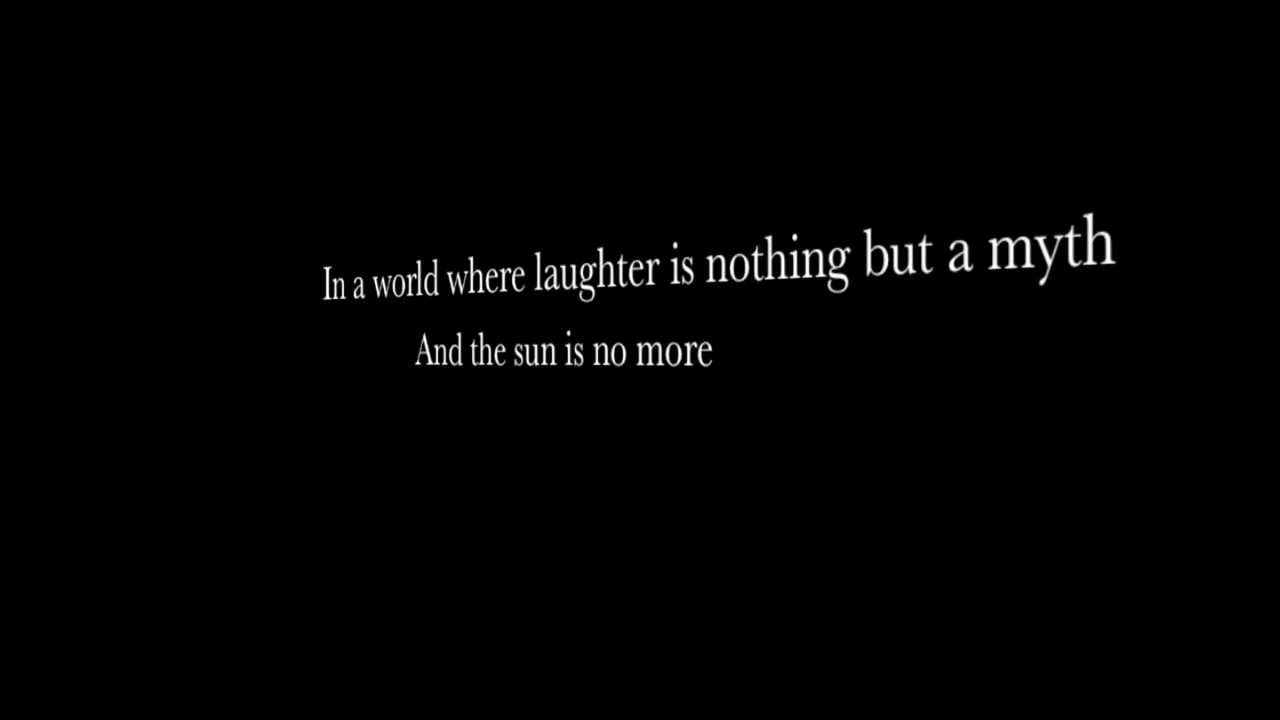 In a world where laughter is nothing but a myth
And the sun is no more